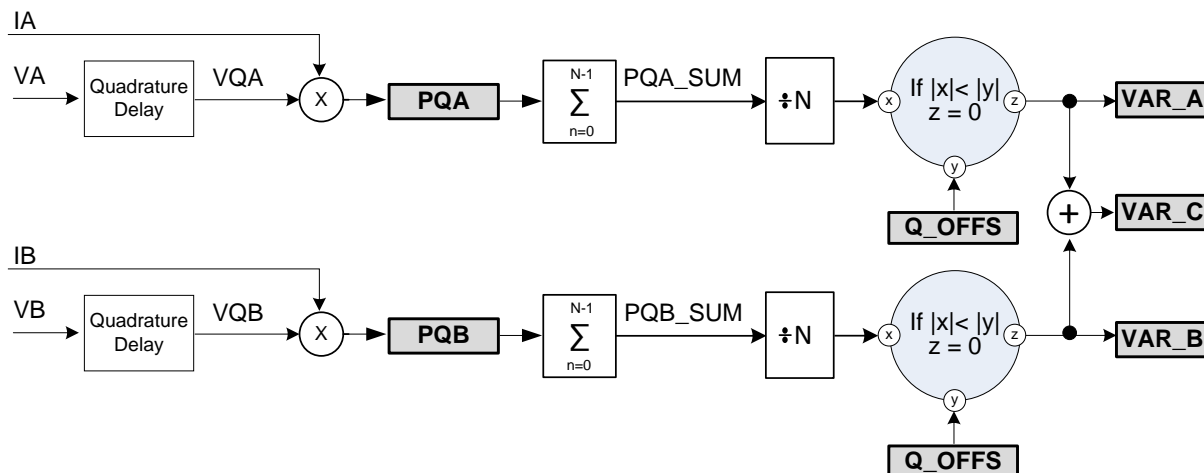 IA
VA
Quadrature
Delay
VQA
X
PQA
N-1
∑
n=0
PQA_SUM
÷N
x
If |x|< |y|
z = 0
z
y
Q_OFFS
VAR_A
+
VAR_C
IB
VB
Quadrature
Delay
VQB
X
PQB
N-1
∑
n=0
PQB_SUM
÷N
x
If |x|< |y|
z = 0
z
y
Q_OFFS
VAR_B